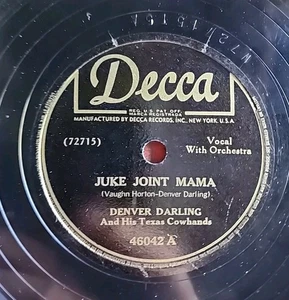 Decca
REG. U.S. PAT. OFF.
MARCA REGISTRADA
MANUFACTURED BY DECCA RECORDS, INC., NEW YORK, U.S.A.
(72715)
Vocal
With Orchestra
JUKE JOINT MAMA
(Vaughn Horton-Denver Darling)
DENVER DARLING
And His Texas Cowhands
46042 A